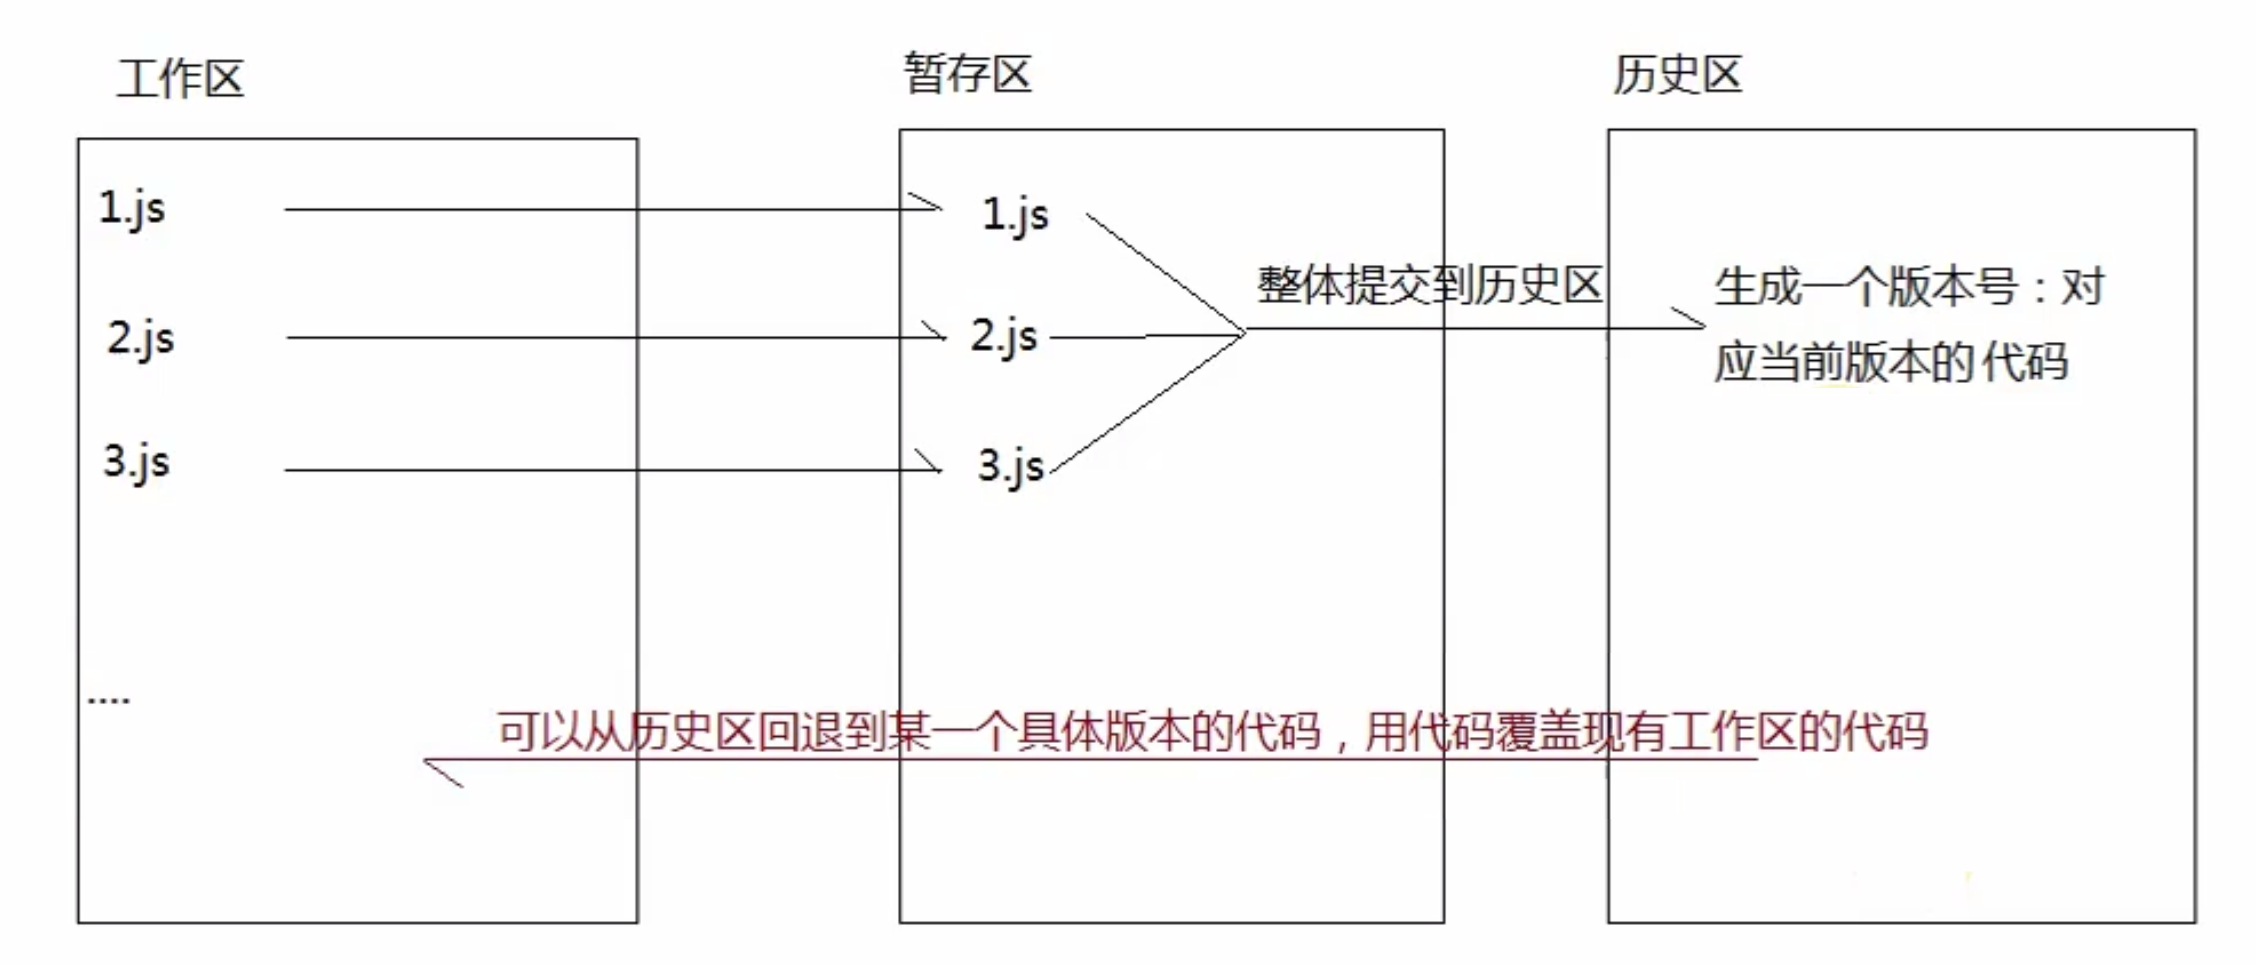 工作区
暂存区
历史区
1.js
1.js
整体提交到历史区
生成一个版本号：对
应当前版本的代码
2.js
2.js
3.js
3.js
....
可以从历史区回退到某一个具体版本的代码，用代码覆盖现有工作区的代码